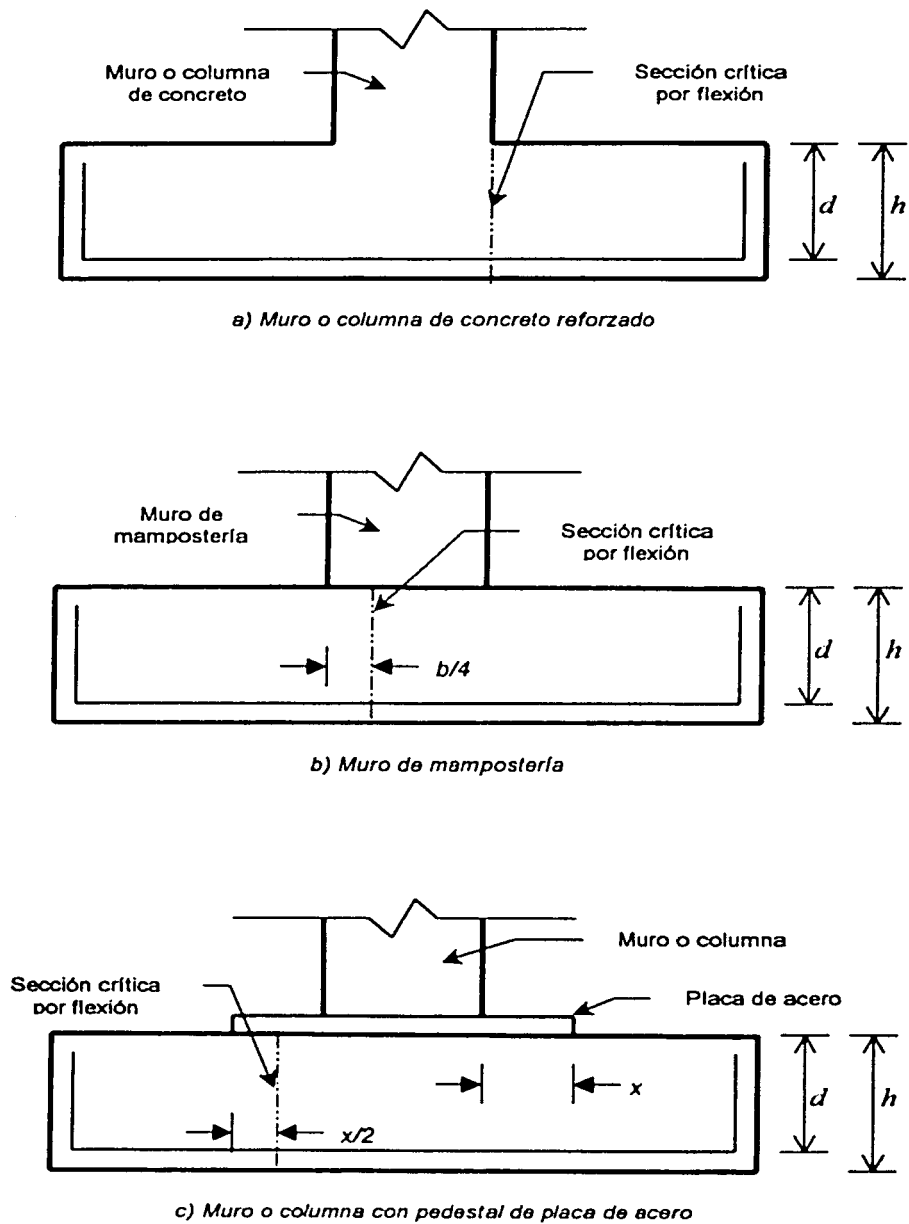 Muro o columna
de concreto
Sección crítica
por flexión
d
h
a) Muro o columna de concreto reforzado
Muro de
mampostería
Sección crítica
por flexión
b/4
d
h
b) Muro de mampostería
Muro o columna
Sección crítica
por flexión
Placa de acero
x
x/2
d
h
c) Muro o columna con pedestal de placa de acero